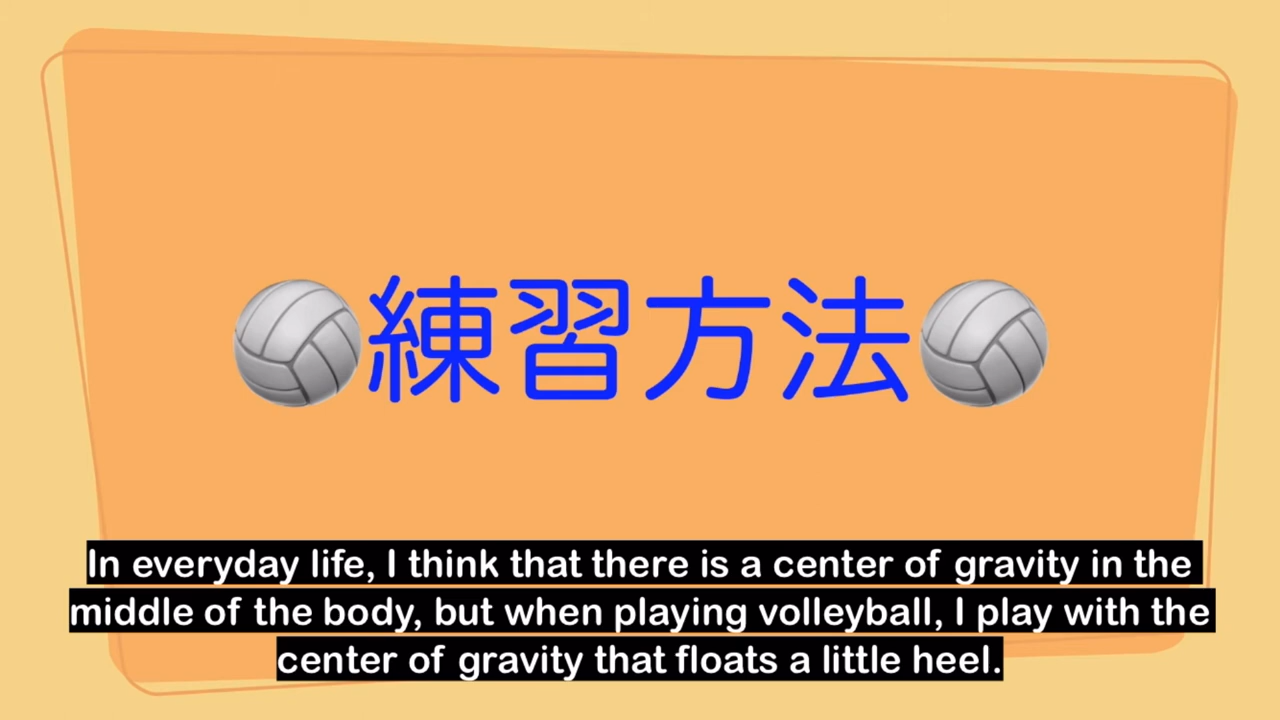 練習方法
In everyday life, I think that there is a center of gravity in the
middle of the body, but when playing volleyball, I play with the
center of gravity that floats a little heel.